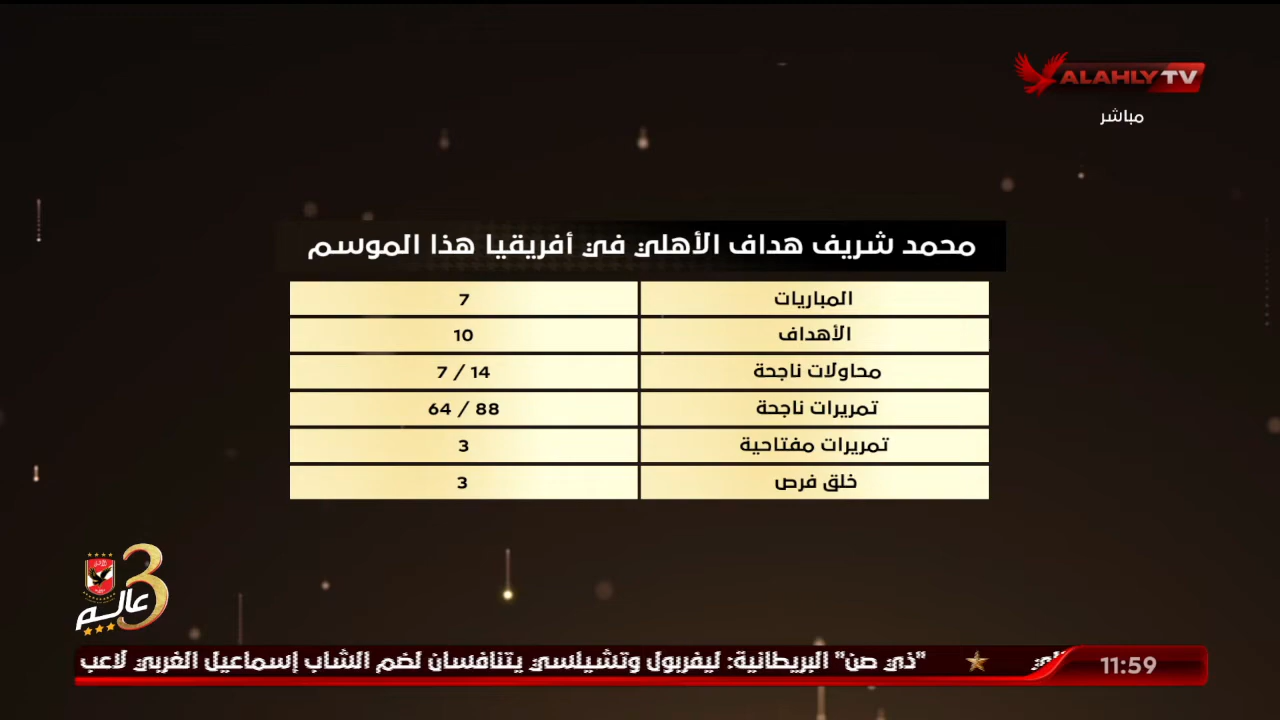 ALAHLY TV
مباشر
محمد شريف هداف الأهلي في أفريقيا هذا الموسم
المباريات 7
الأهداف 10
محاولات ناجحة 7 / 14
تمريرات ناجحة 64 / 88
تمريرات مفتاحية 3
خلق فرص 3
3 عالم
11:59 "ذي صن" البريطانية: ليفربول وتشيلسي يتنافسان لضم الشاب إسماعيل الغربي لاعب